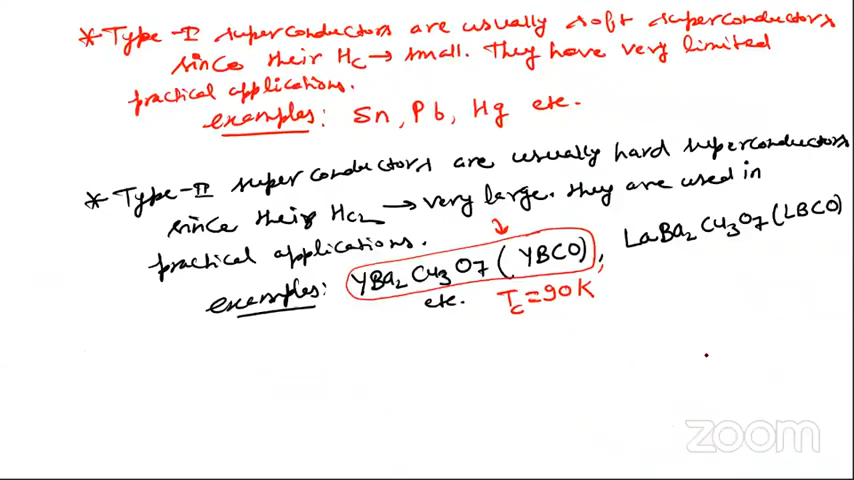 * Type-I superconductors are usually soft superconductors
since their Hc → small. They have very limited
practical applications.
examples: Sn, Pb, Hg etc.
* Type-II superconductors are usually hard superconductors
since their Hc2 → very large. They are used in
practical applications.
examples: YBa2Cu3O7 (YBCO), LaBa2Cu3O7 (LBCO)
etc. Tc = 90K
zoom